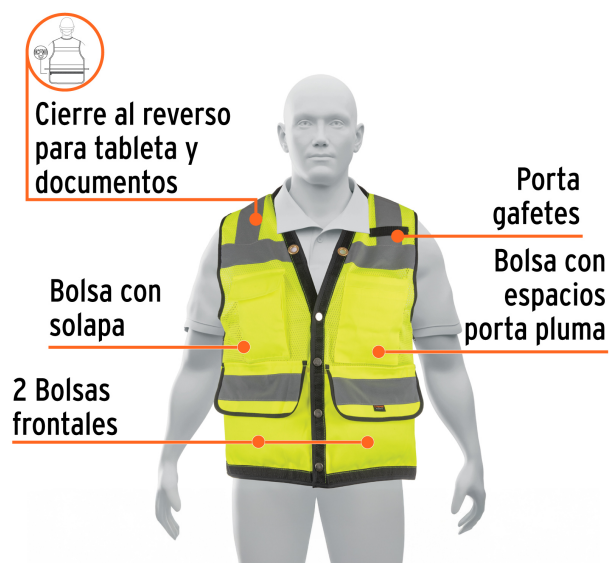 Cierre al reverso
para tableta y
documentos
Porta
gafetes
Bolsa con
espacios
porta pluma
Bolsa con
solapa
2 Bolsas
frontales